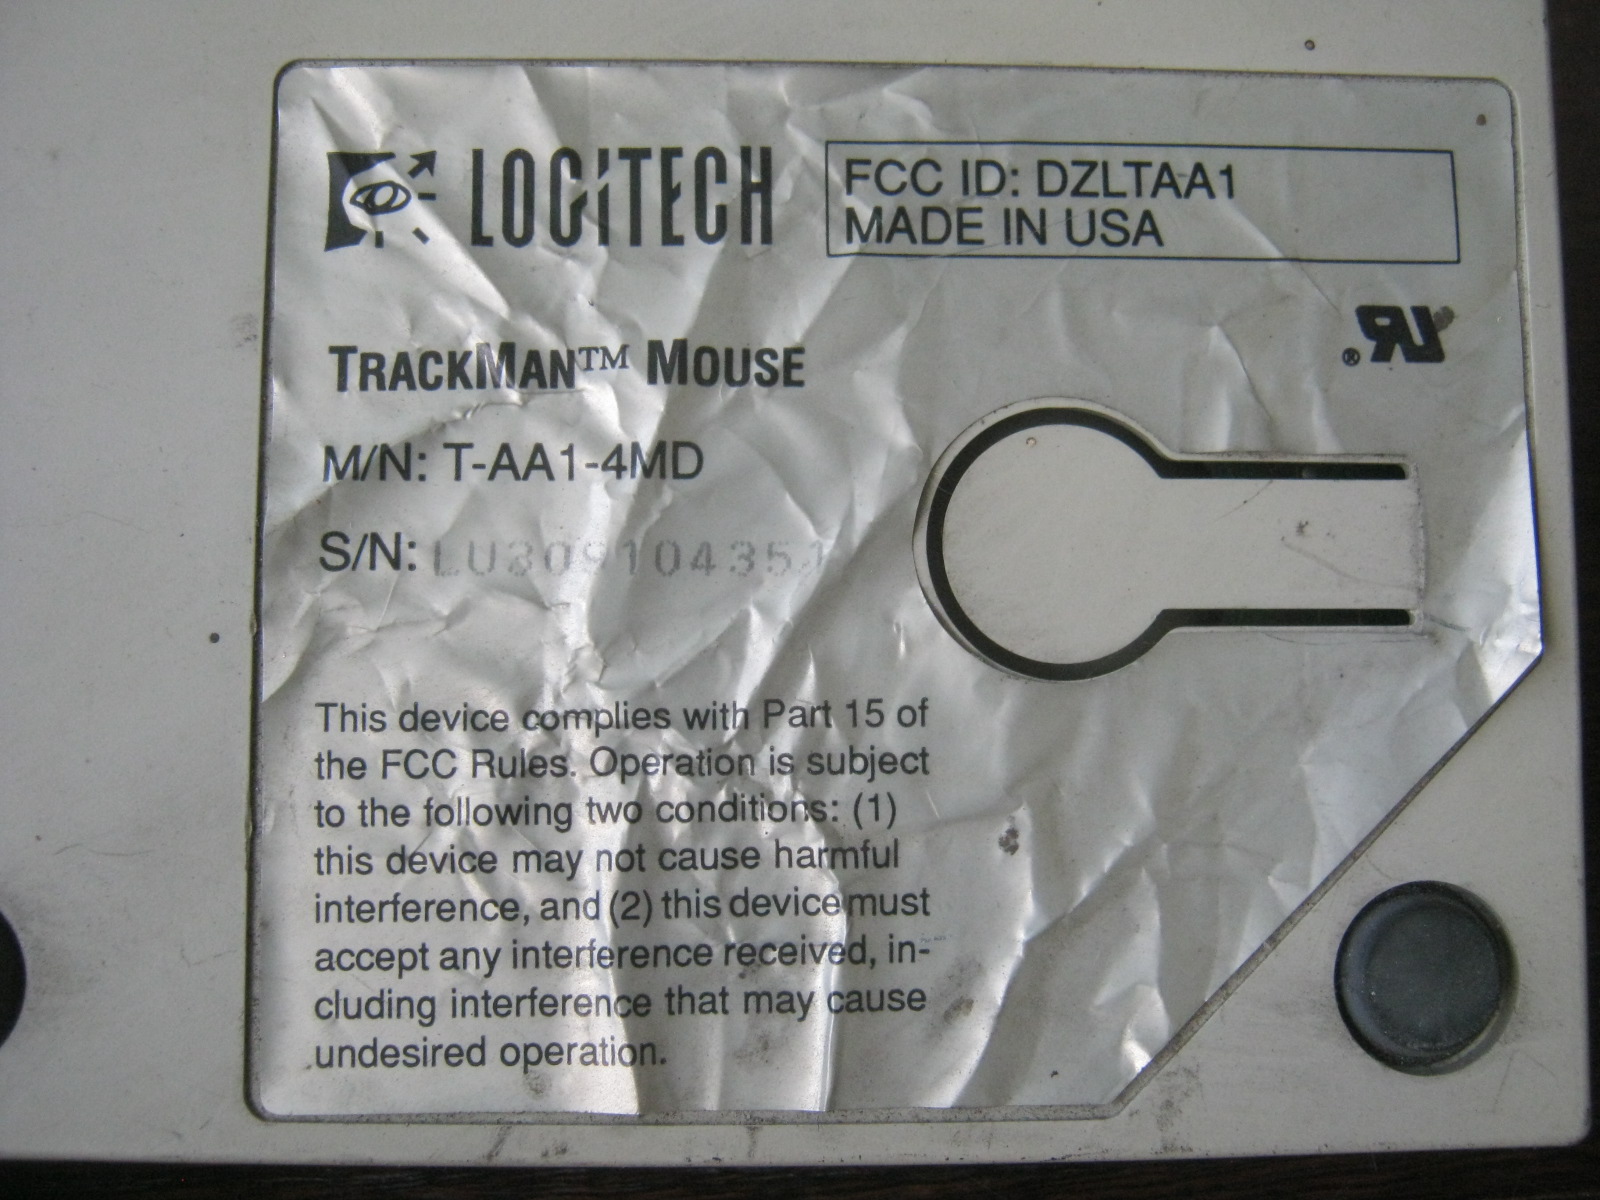 LOGiTECH
FCC ID: DZLTAA1
MADE IN USA
RU®
TRACKMAN™ MOUSE
M/N: T-AA1-4MD
S/N: LU309104351
This device complies with Part 15 of
the FCC Rules. Operation is subject
to the following two conditions: (1)
this device may not cause harmful
interference, and (2) this device must
accept any interference received, in-
cluding interference that may cause
undesired operation.